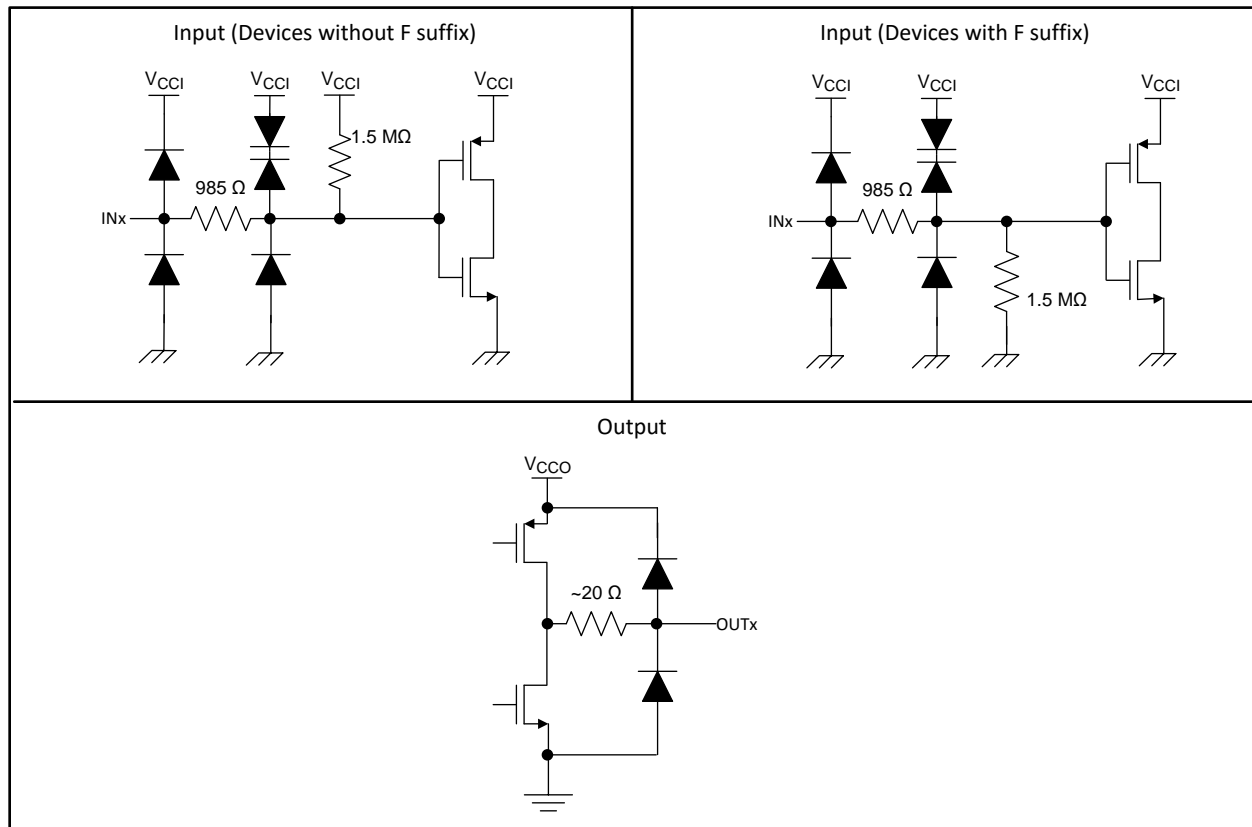 Input (Devices without F suffix)
VCCI VCCI VCCI VCCI
1.5 MΩ
985 Ω
INx
Input (Devices with F suffix)
VCCI VCCI VCCI
985 Ω
INx
1.5 MΩ
Output
VCCO
~20 Ω
OUTx